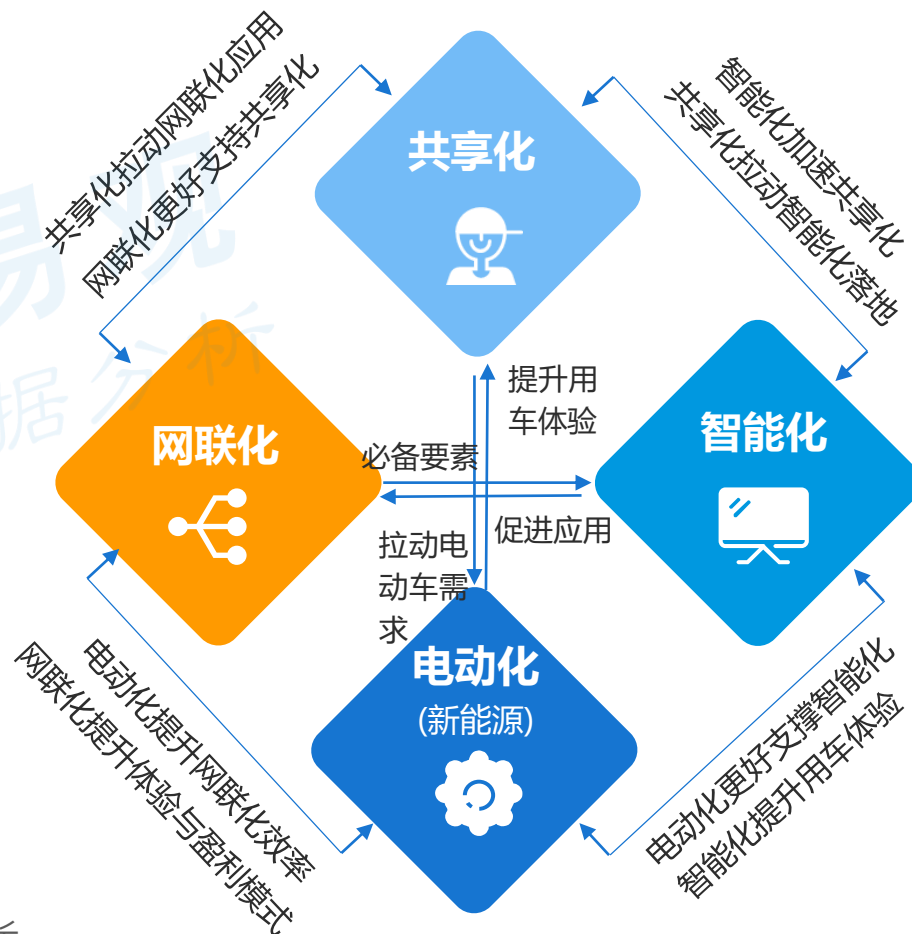 共享化拉动网联化应用
网联化更好支持共享化
智能化加速共享化
共享化拉动智能化落地
共享化
易观
据分析
网联化
智能化
提升用
车体验
必备要素
促进应用
拉动电
动车需
求
电动化
(新能源)
电动化提升网联化效率
网联化提升体验与盈利模式
电动化更好支撑智能化
智能化提升用车体验